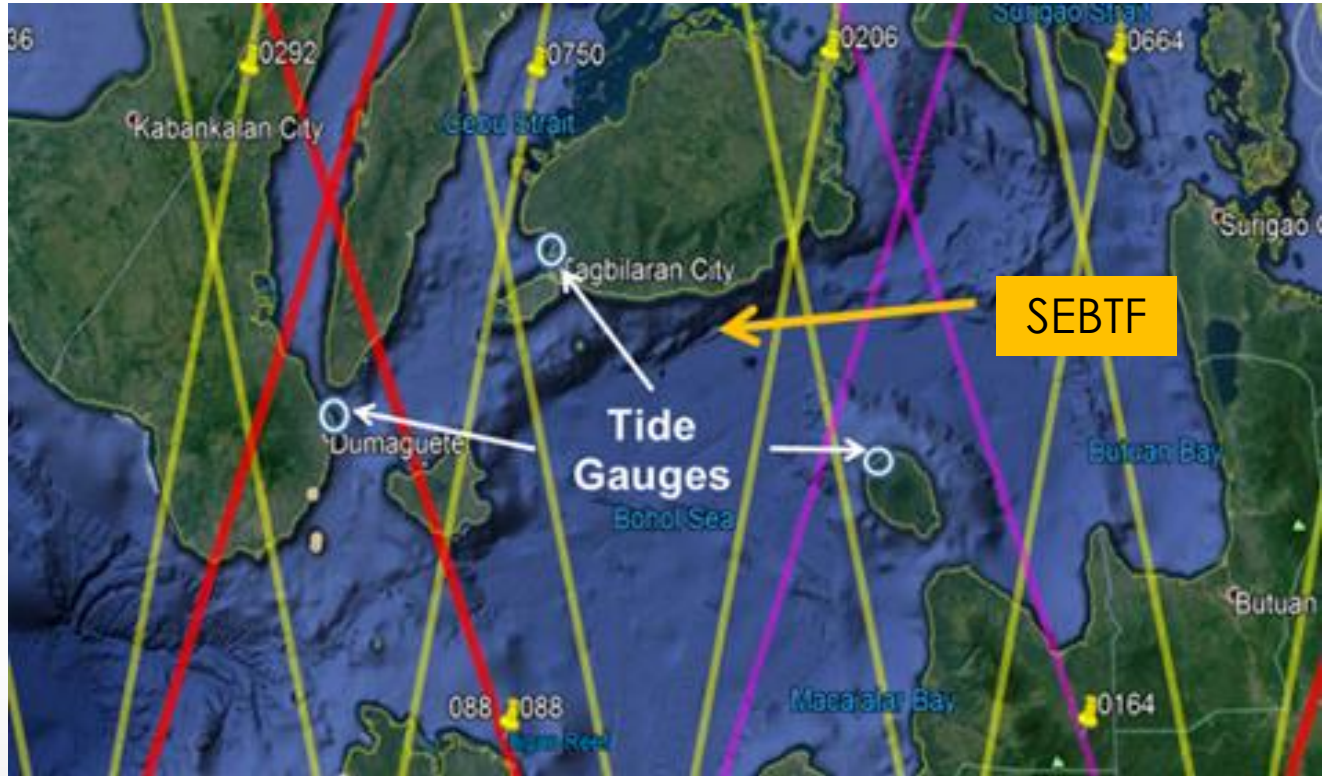 36
0292
0750
0206
Surigao Strait
0664
Kabankalan City
Cebu Strait
Surigao
Tagbilaran City
SEBTF
Tide
Gauges
Dumaguete
Butuan Bay
Bohol Sea
Butuan
Macajalar Bay
088
088
0164
Reef